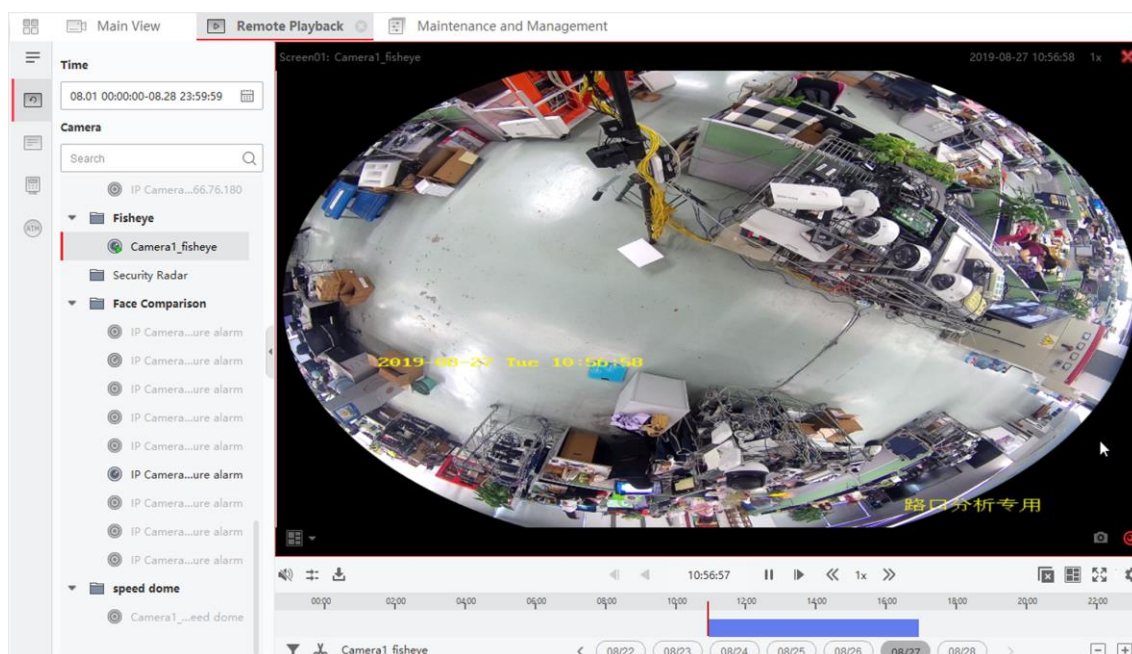 Main View
Remote Playback
Maintenance and Management
Time
08.01 00:00:00-08.28 23:59:59
Camera
Search
IP Camera...66.76.180
Fisheye
Camera1_fisheye
Security Radar
Face Comparison
IP Camera...ure alarm
IP Camera...ure alarm
IP Camera...ure alarm
IP Camera...ure alarm
IP Camera...ure alarm
IP Camera...ure alarm
IP Camera...ure alarm
IP Camera...ure alarm
IP Camera...ure alarm
speed dome
Camera1_...eed dome
ATM
Screen01: Camera1_fisheye
2019-08-27 10:56:58 1x
2019-08-27 Tue 10:56:58
路口分析专用
10:56:57 1x
00:00 02:00 04:00 06:00 08:00 10:00 12:00 14:00 16:00 18:00 20:00 22:00
Camera1_fisheye
08/22 08/23 08/24 08/25 08/26 08/27 08/28